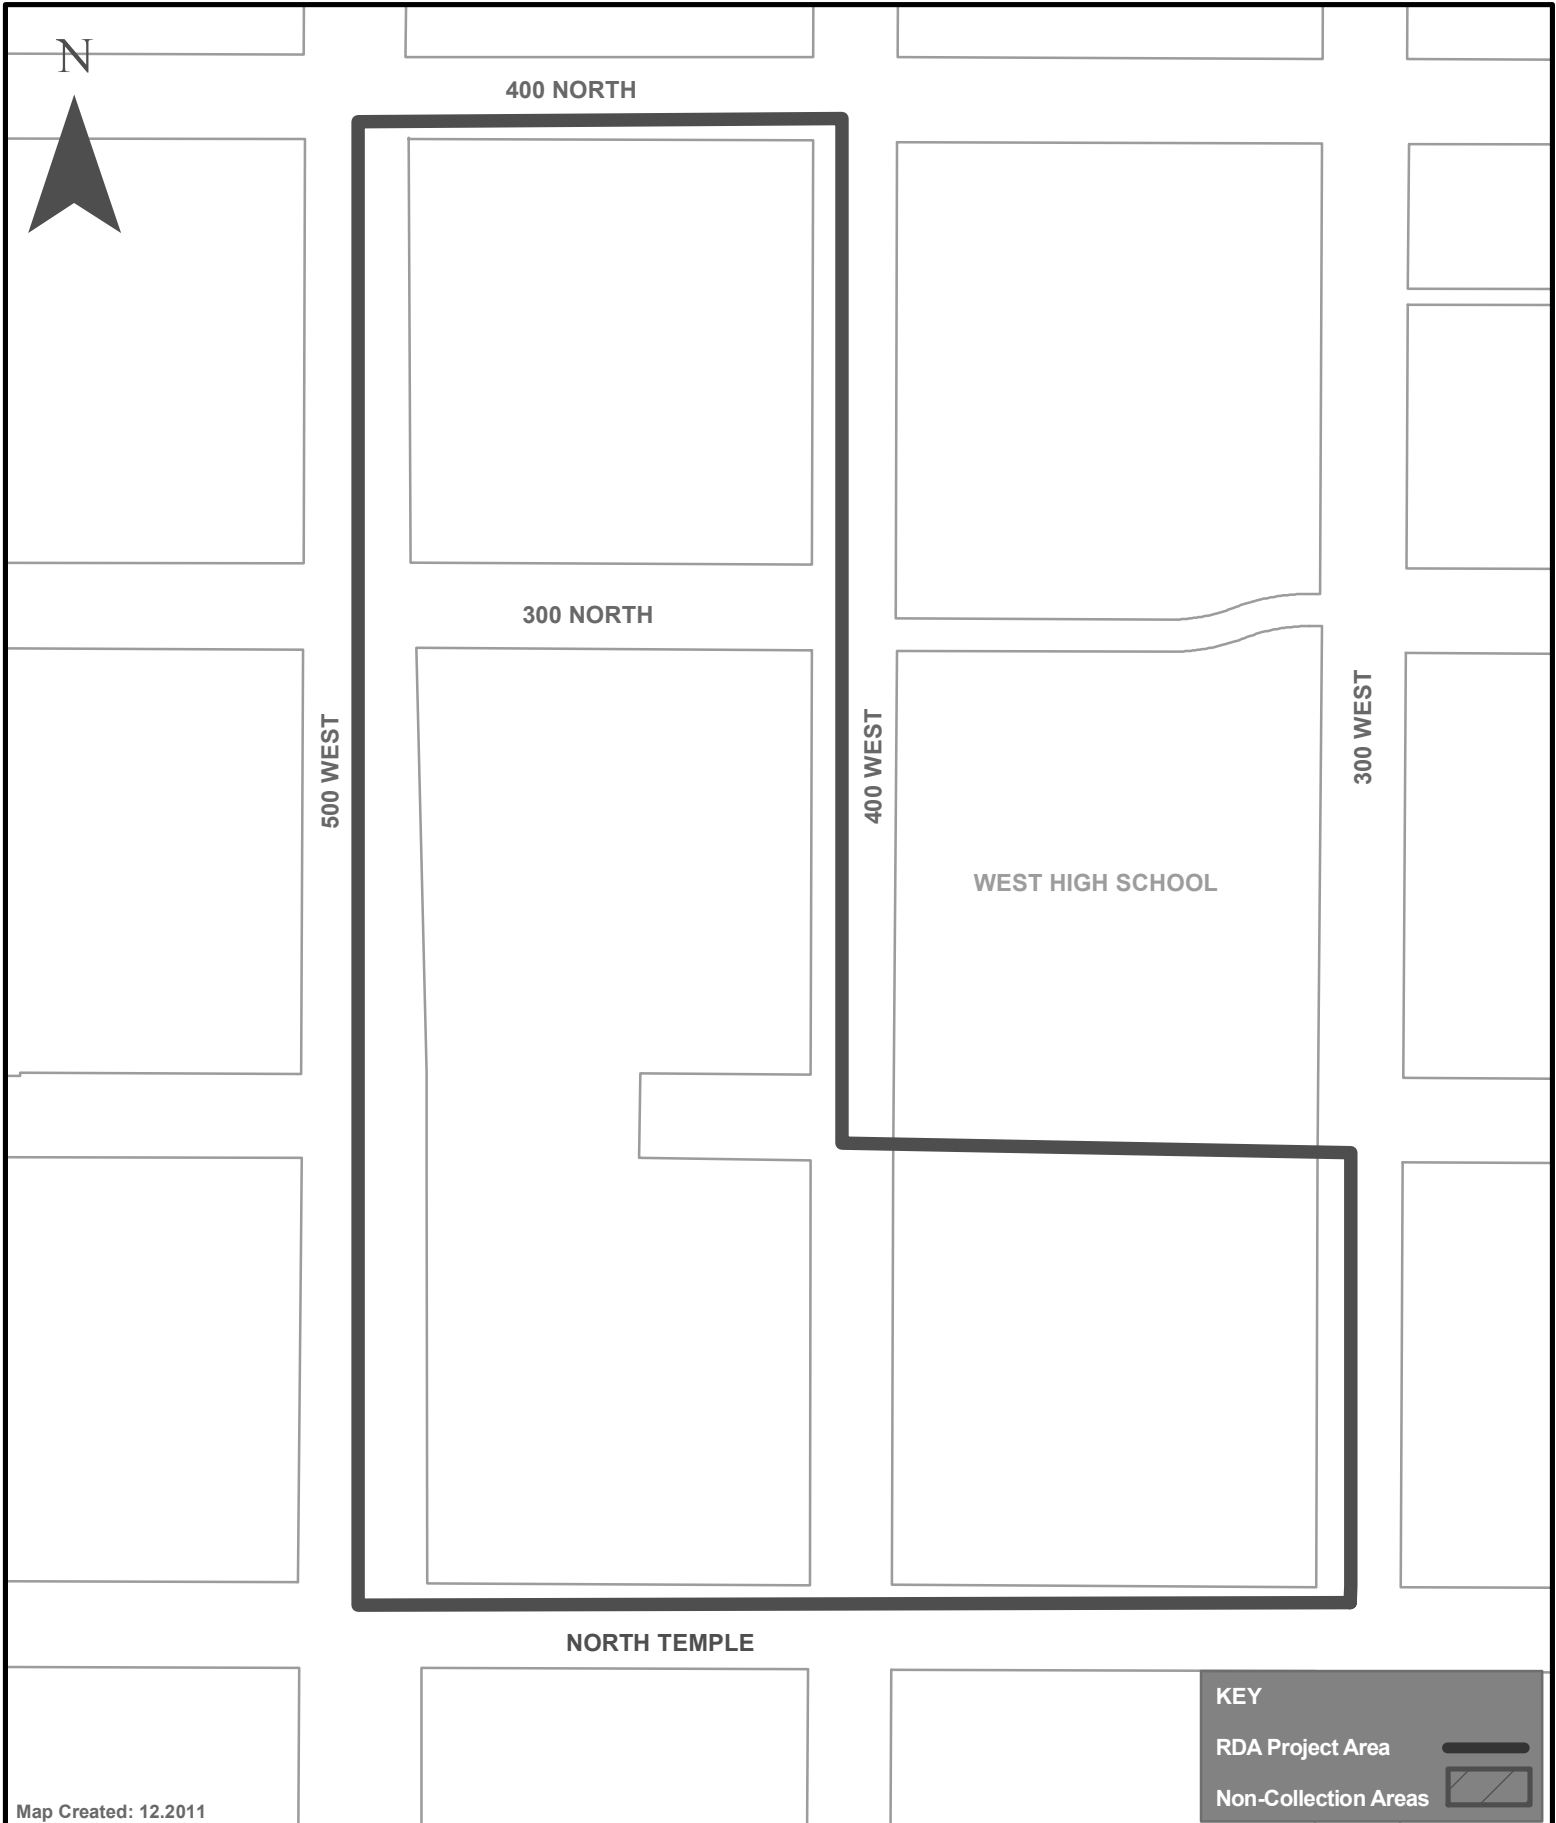 N
400 NORTH
300 NORTH
500 WEST
400 WEST
300 WEST
WEST HIGH SCHOOL
NORTH TEMPLE
KEY
RDA Project Area
Non-Collection Areas
Map Created: 12.2011